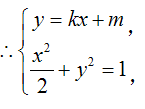 ∴ { y = kx + m,
x²/2 + y² = 1,